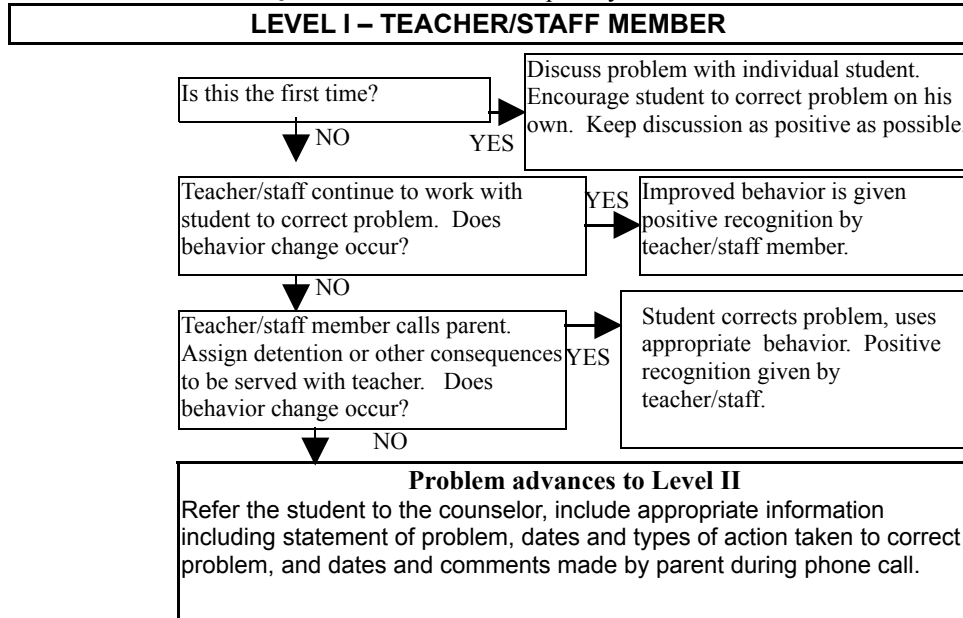 LEVEL I – TEACHER/STAFF MEMBER
Is this the first time?
Discuss problem with individual student.
Encourage student to correct problem on his
own. Keep discussion as positive as possible.
NO
YES
Teacher/staff continue to work with
student to correct problem. Does
behavior change occur?
YES
Improved behavior is given
positive recognition by
teacher/staff member.
NO
Teacher/staff member calls parent.
Assign detention or other consequences
to be served with teacher. Does
behavior change occur?
YES
Student corrects problem, uses
appropriate behavior. Positive
recognition given by
teacher/staff.
NO
Problem advances to Level II
Refer the student to the counselor, include appropriate information
including statement of problem, dates and types of action taken to correct
problem, and dates and comments made by parent during phone call.